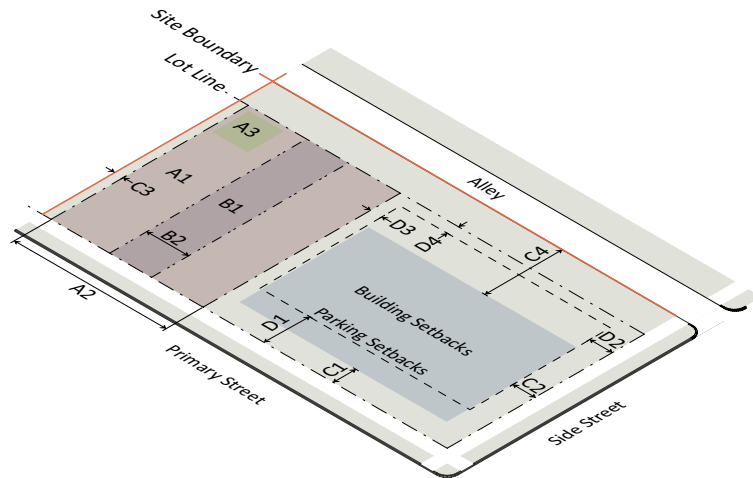 Site Boundary
Lot Line
A3
A1
C3
B1
B2
A2
Alley
D3
D4
C4
Building Setbacks
Parking Setbacks
D1
D2
C1
C2
Primary Street
Side Street